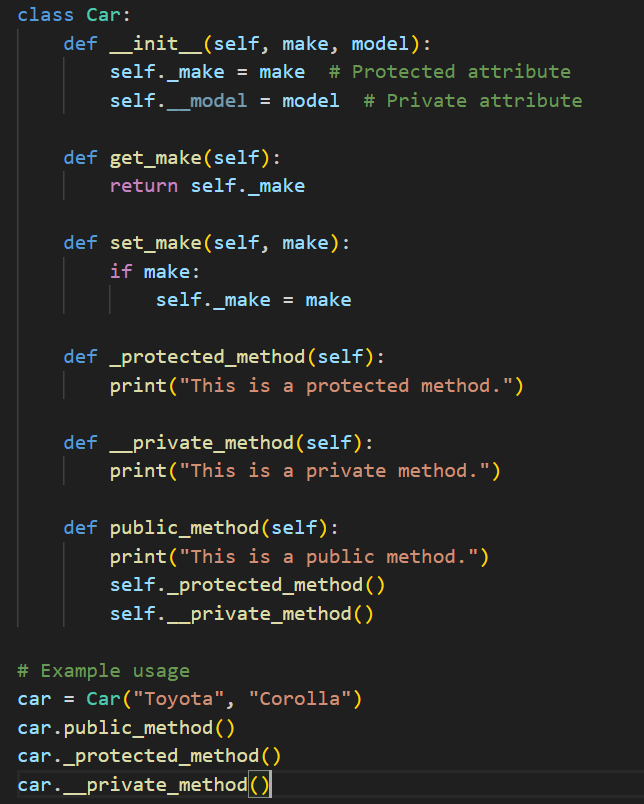 class Car:
    def __init__(self, make, model):
        self._make = make  # Protected attribute
        self.__model = model  # Private attribute

    def get_make(self):
        return self._make

    def set_make(self, make):
        if make:
            self._make = make

    def _protected_method(self):
        print("This is a protected method.")

    def __private_method(self):
        print("This is a private method.")

    def public_method(self):
        print("This is a public method.")
        self._protected_method()
        self.__private_method()

# Example usage
car = Car("Toyota", "Corolla")
car.public_method()
car._protected_method()
car.__private_method()